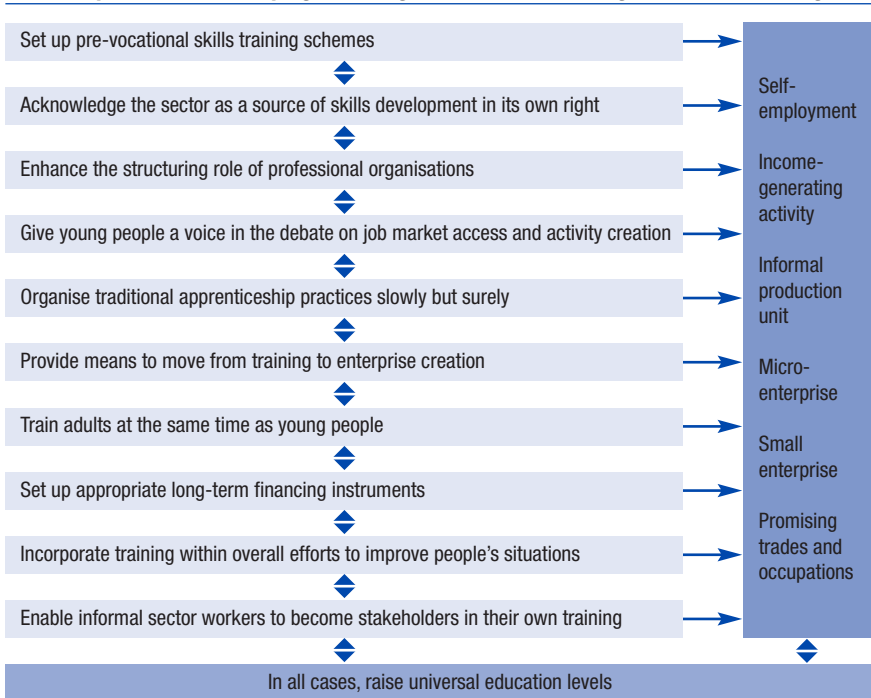 Set up pre-vocational skills training schemes
Acknowledge the sector as a source of skills development in its own right
Enhance the structuring role of professional organisations
Give young people a voice in the debate on job market access and activity creation
Organise traditional apprenticeship practices slowly but surely
Provide means to move from training to enterprise creation
Train adults at the same time as young people
Set up appropriate long-term financing instruments
Incorporate training within overall efforts to improve people's situations
Enable informal sector workers to become stakeholders in their own training
Self-
employment
Income-
generating
activity
Informal
production
unit
Micro-
enterprise
Small
enterprise
Promising
trades and
occupations
In all cases, raise universal education levels